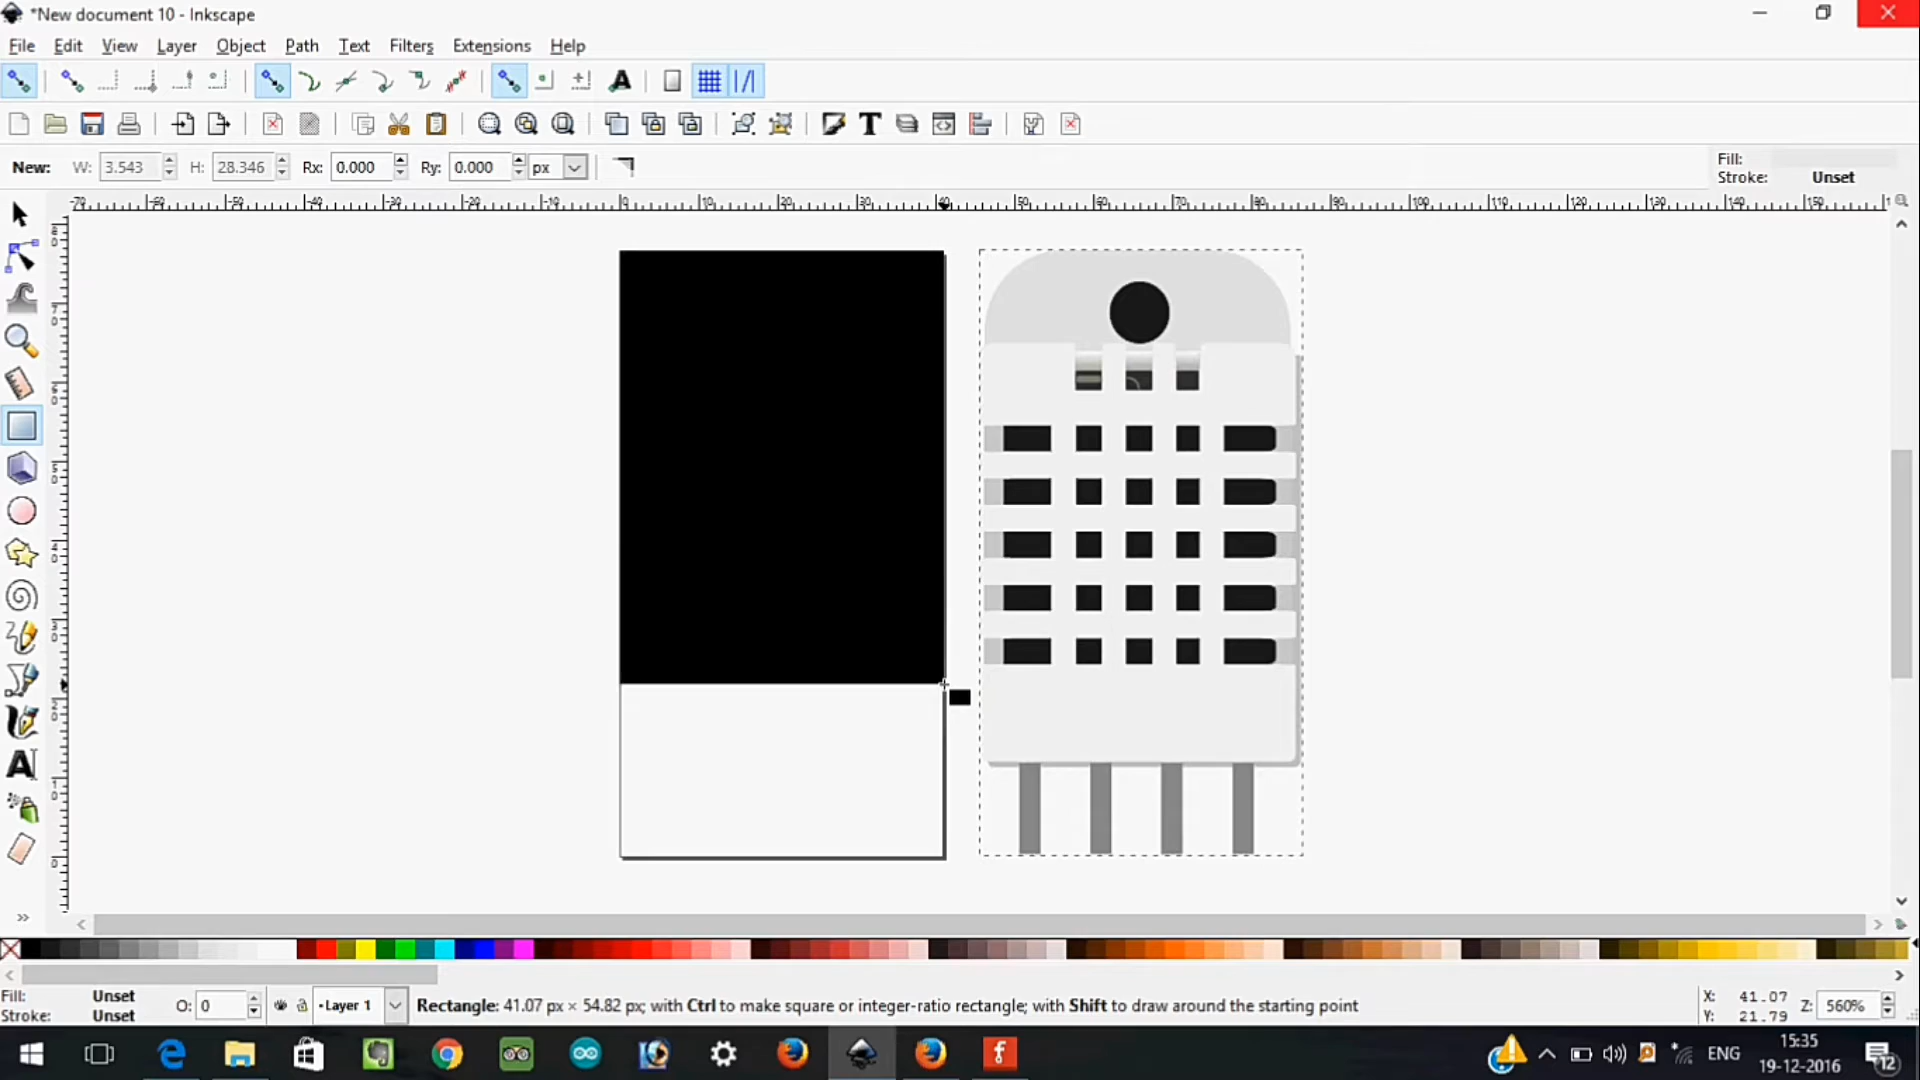 *New document 10 - Inkscape
File Edit View Layer Object Path Text Filters Extensions Help
New: W: 3.543 H: 28.346 Rx: 0.000 Ry: 0.000 px
Fill:
Stroke: Unset
Fill: Unset
Stroke: Unset
O: 0
•Layer 1
Rectangle: 41.07 px × 54.82 px; with Ctrl to make square or integer-ratio rectangle; with Shift to draw around the starting point
X: 41.07
Y: 21.79
Z: 560%
ENG
15:35
19-12-2016
12